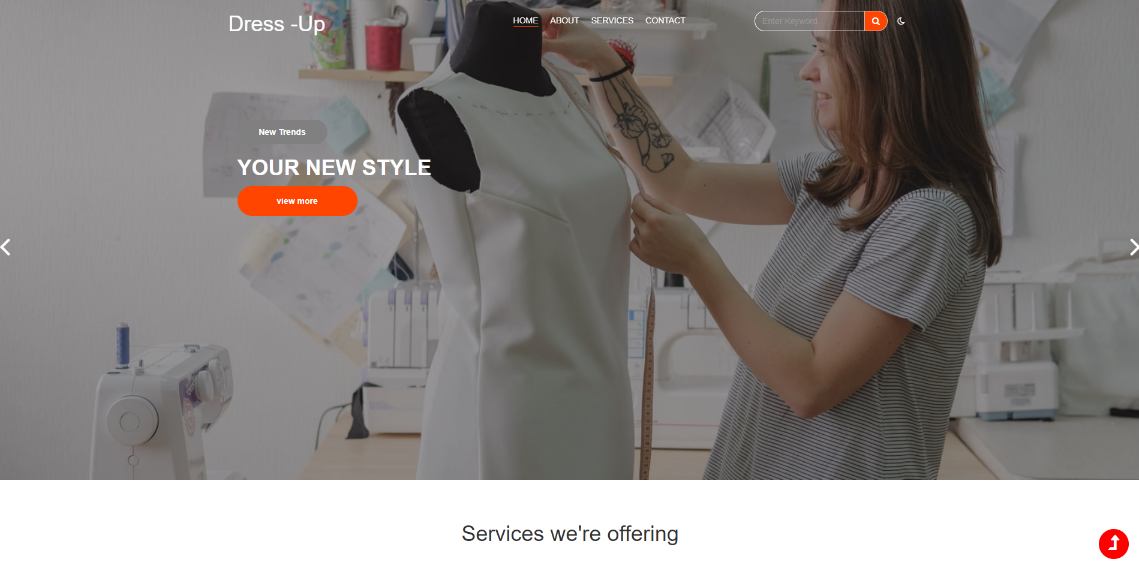 Dress -Up
HOME ABOUT SERVICES CONTACT
Enter Keyword
New Trends
YOUR NEW STYLE
view more
Services we're offering